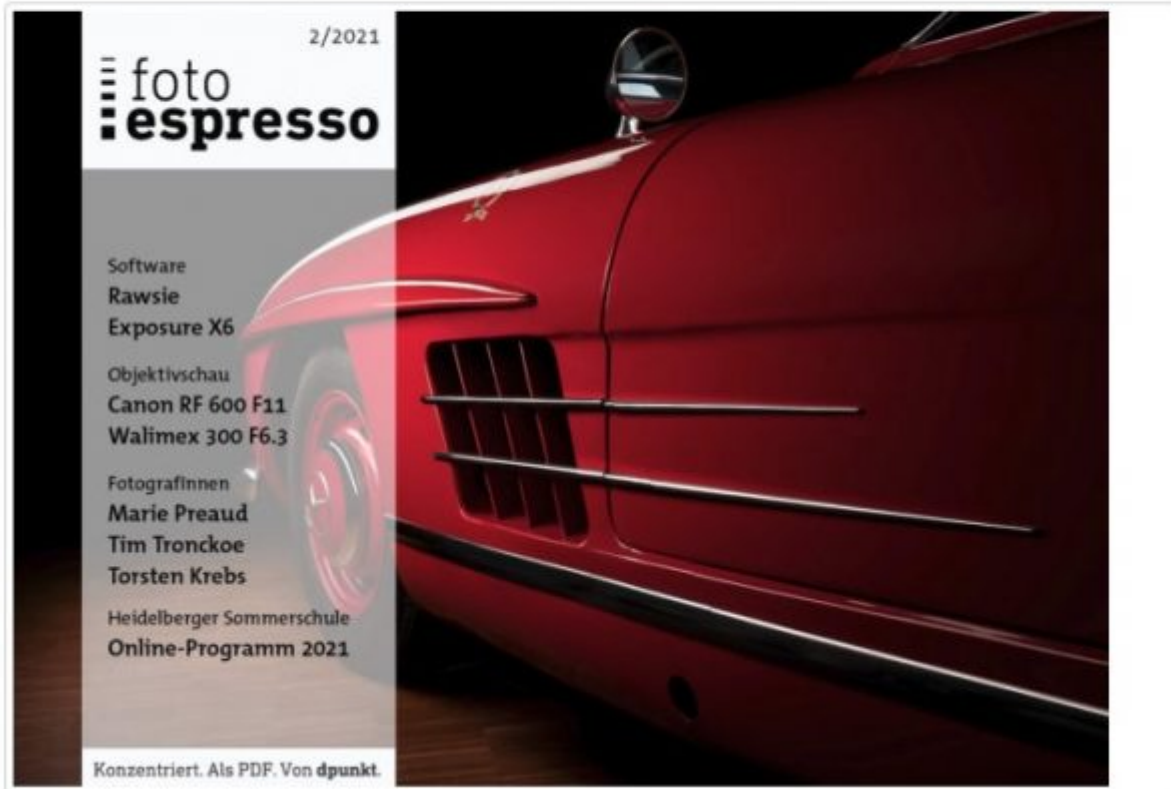 2/2021
foto
espresso
Software
Rawsie
Exposure X6
Objektivschau
Canon RF 600 F11
Walimex 300 F6.3
FotografInnen
Marie Preaud
Tim Tronckoe
Torsten Krebs
Heidelberger Sommerschule
Online-Programm 2021
Konzentriert. Als PDF. Von dpunkt.